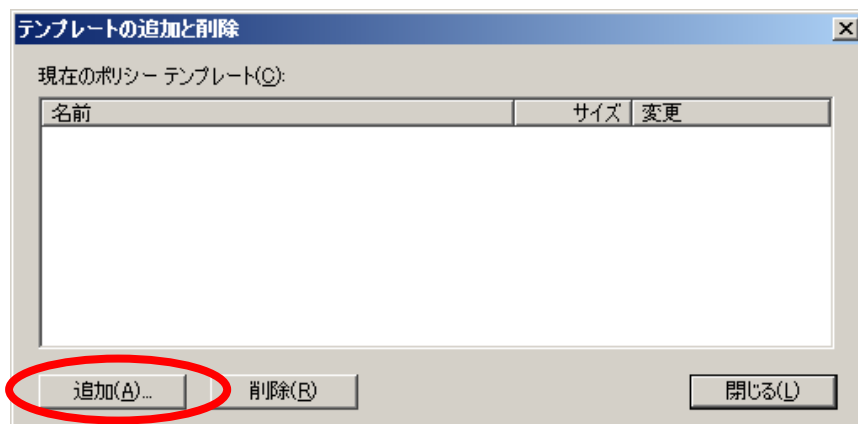 テンプレートの追加と削除
現在のポリシー テンプレート(C):
名前 サイズ 変更
追加(A)... 削除(R) 閉じる(L)